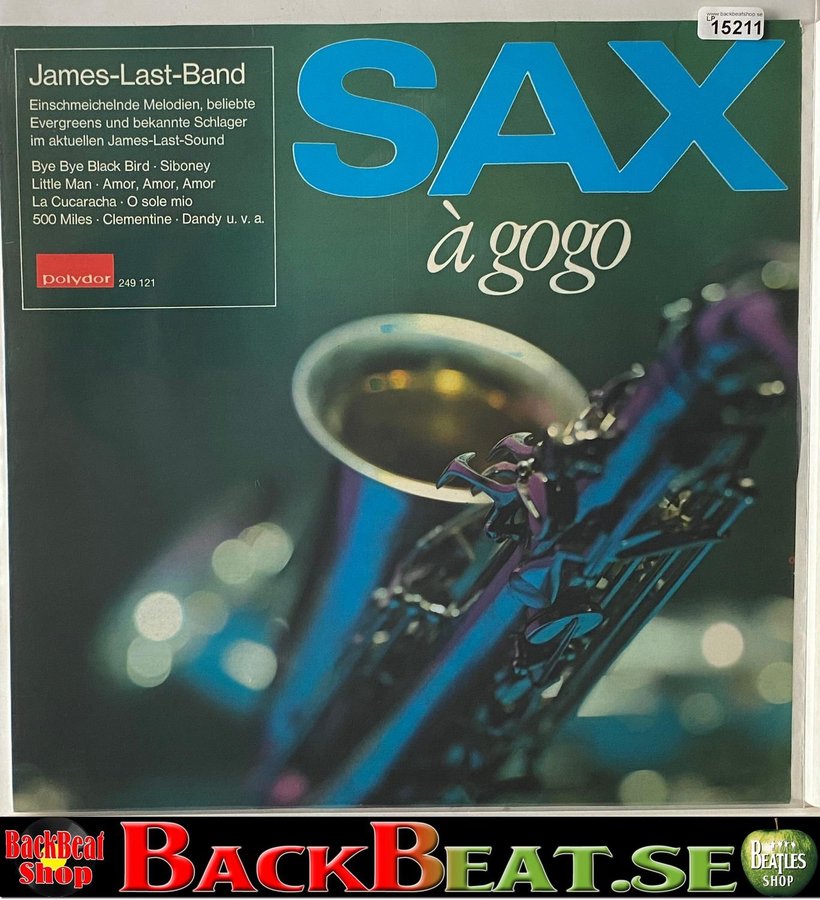 www.backbeatshop.se
LP
15211
SAX
à gogo
James-Last-Band
Einschmeichelnde Melodien, beliebte
Evergreens und bekannte Schlager
im aktuellen James-Last-Sound
Bye Bye Black Bird · Siboney
Little Man · Amor, Amor, Amor
La Cucaracha · O sole mio
500 Miles · Clementine · Dandy u. v. a.
polydor 249 121
BackBeat
Shop
BACKBEAT.SE
BEATLES
SHOP